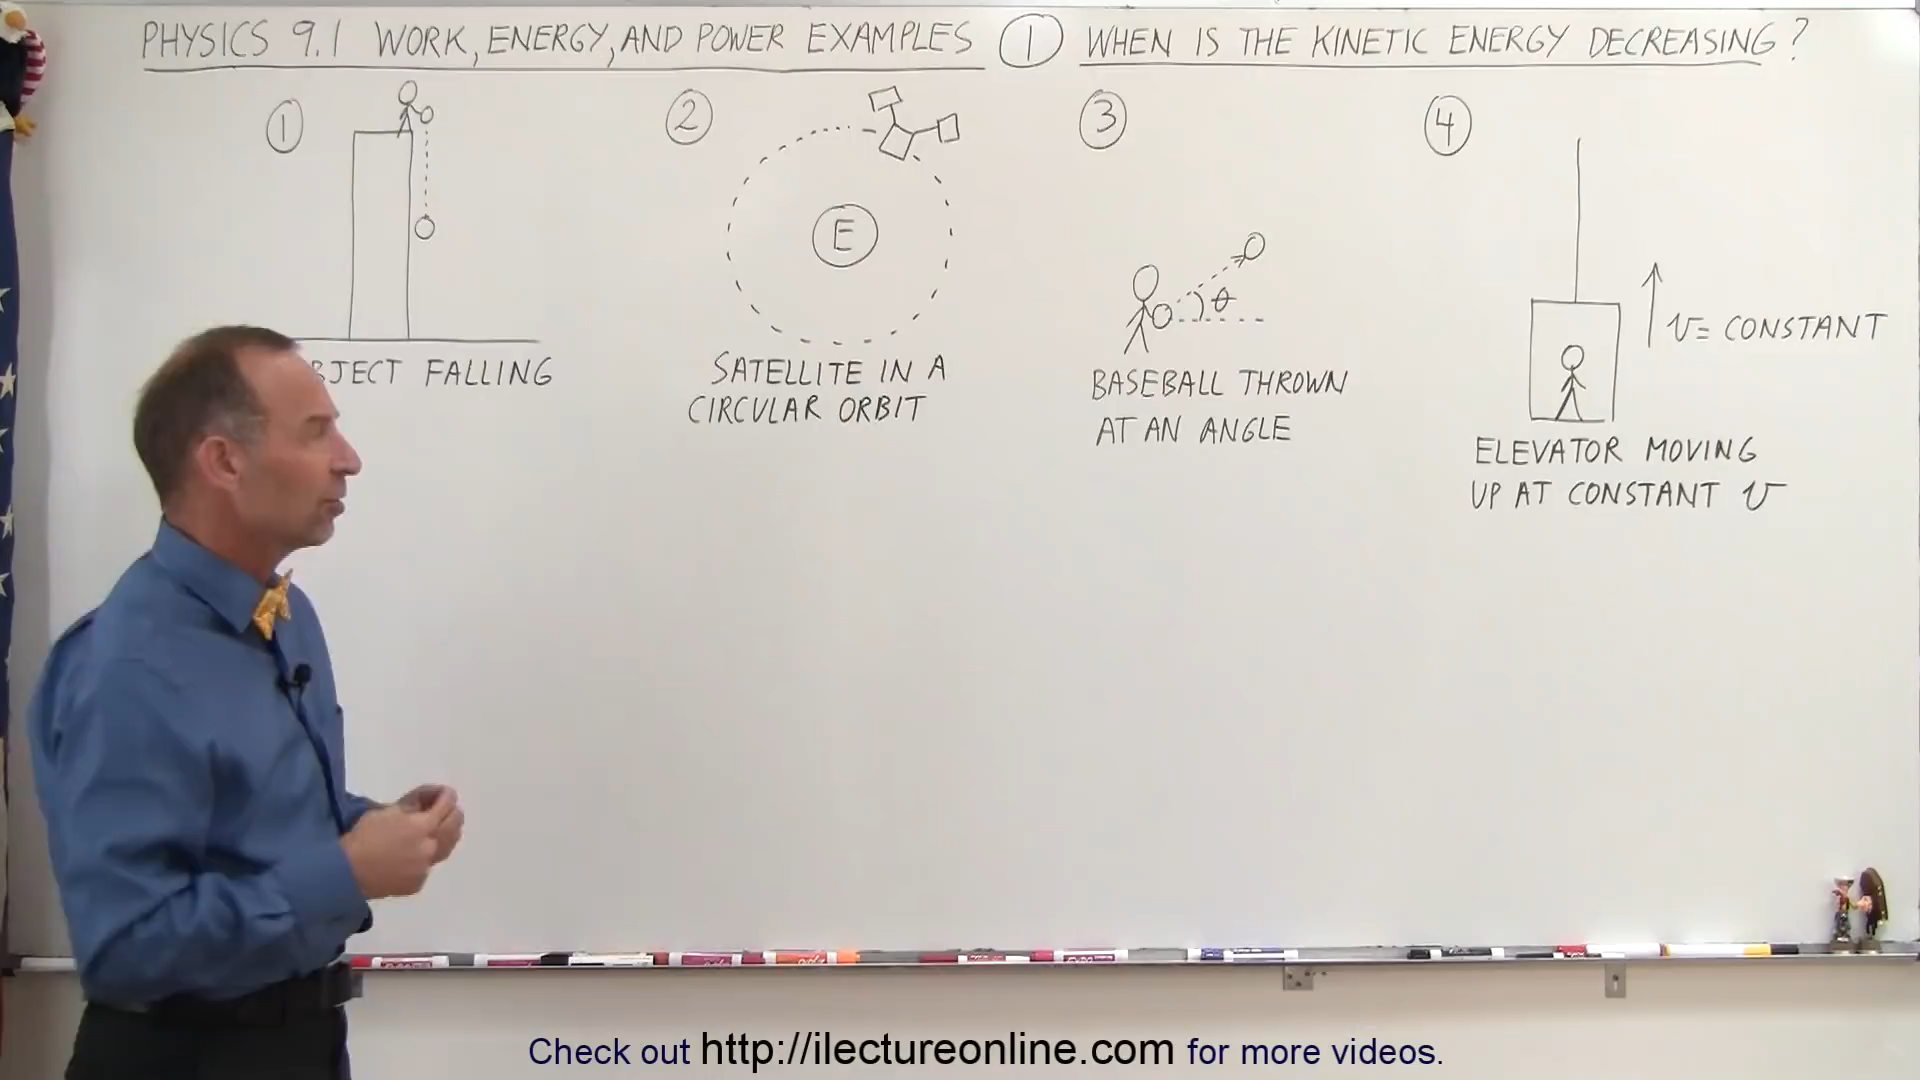 PHYSICS 9.1 WORK, ENERGY, AND POWER EXAMPLES ① WHEN IS THE KINETIC ENERGY DECREASING?
①
②
③
④
E
θ
v = CONSTANT
BJECT FALLING
SATELLITE IN A
CIRCULAR ORBIT
BASEBALL THROWN
AT AN ANGLE
ELEVATOR MOVING
UP AT CONSTANT v
Check out http://ilectureonline.com for more videos.